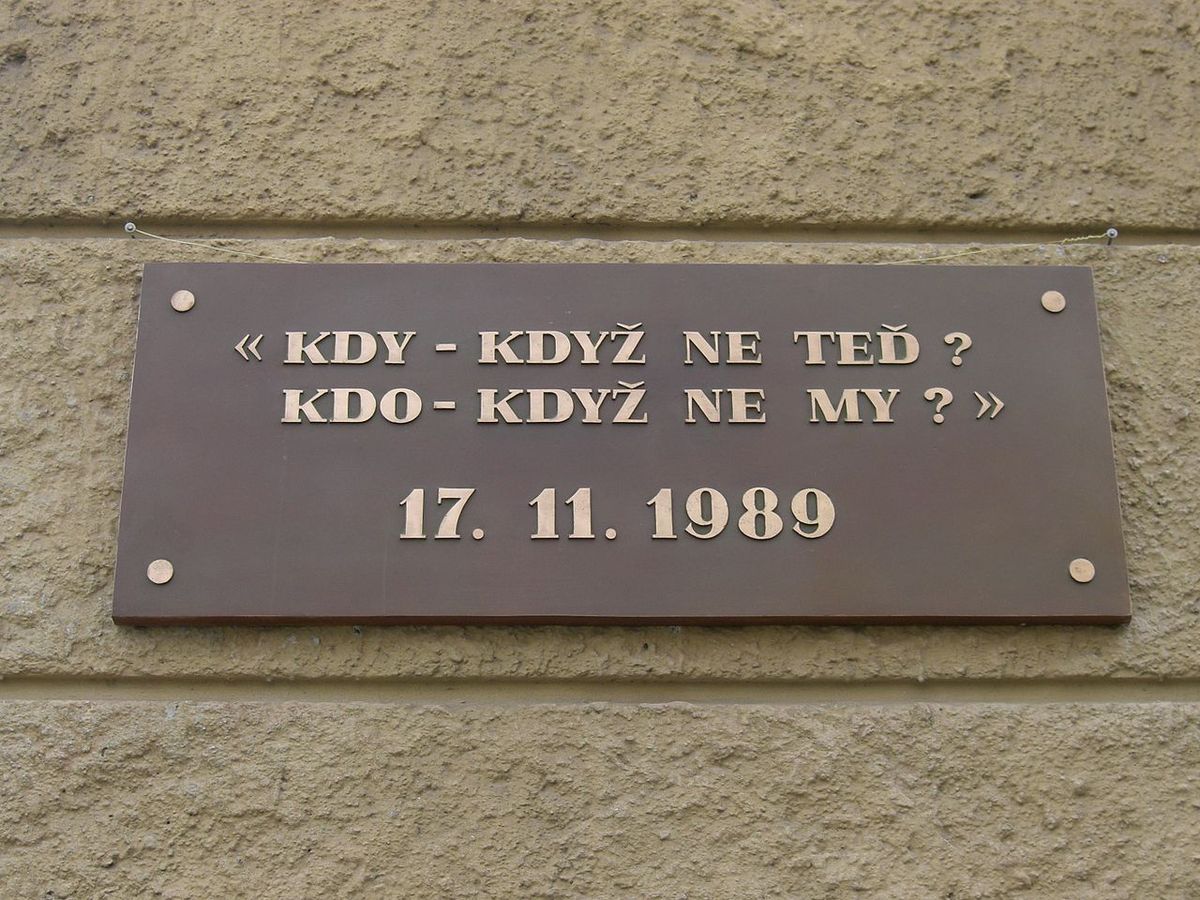 « KDY - KDYŽ NE TEĎ ?
KDO - KDYŽ NE MY ? »
17. 11. 1989